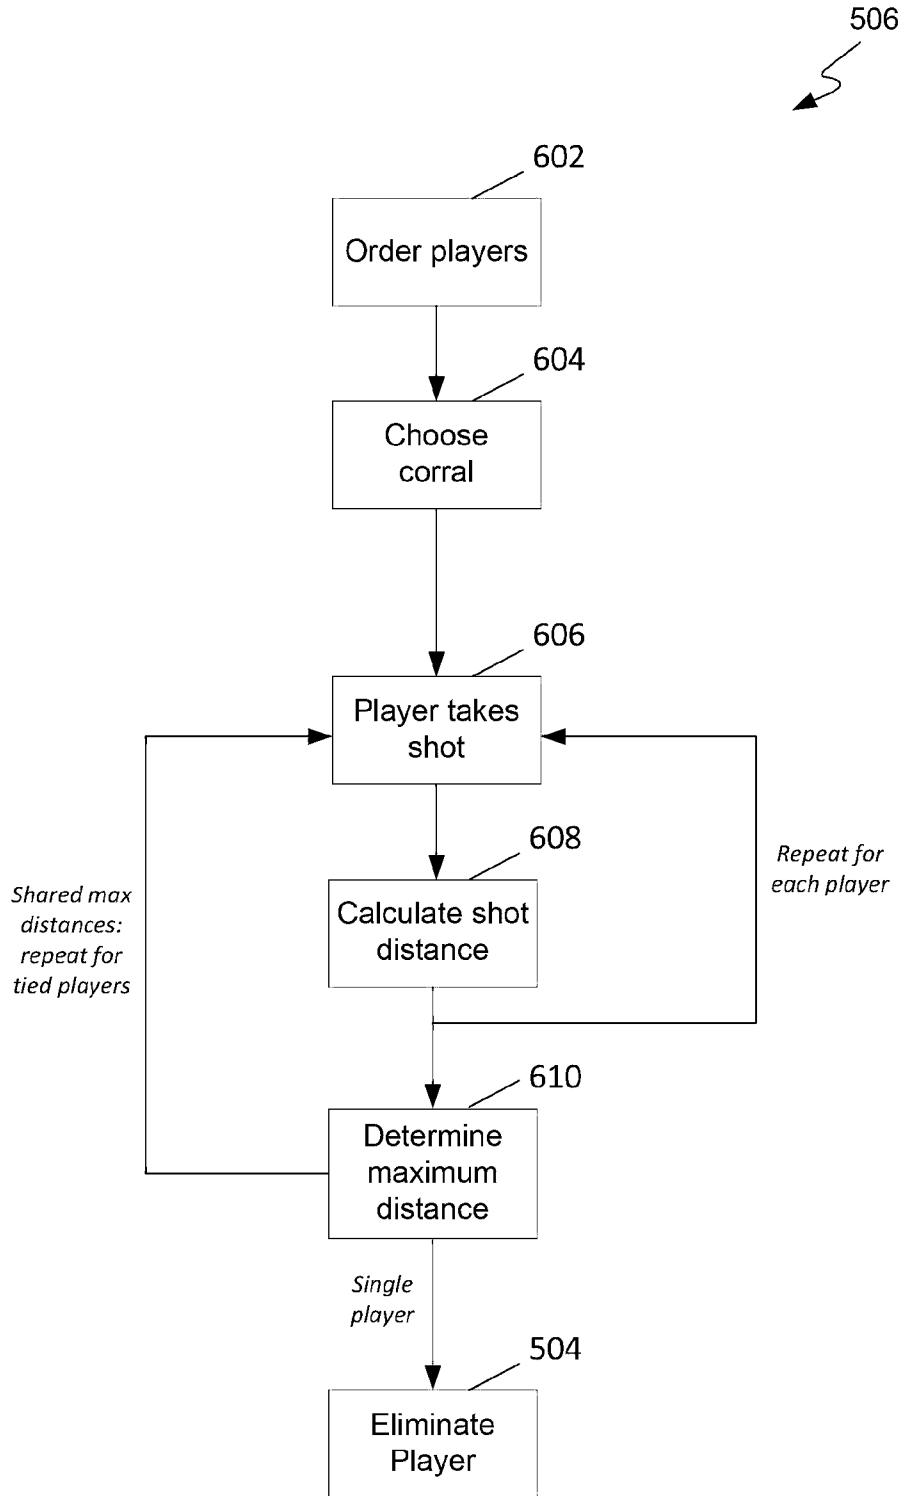 506
602
Order players
604
Choose
corral
606
Player takes
shot
608
Calculate shot
distance
Repeat for
each player
Shared max
distances:
repeat for
tied players
610
Determine
maximum
distance
Single
player
504
Eliminate
Player